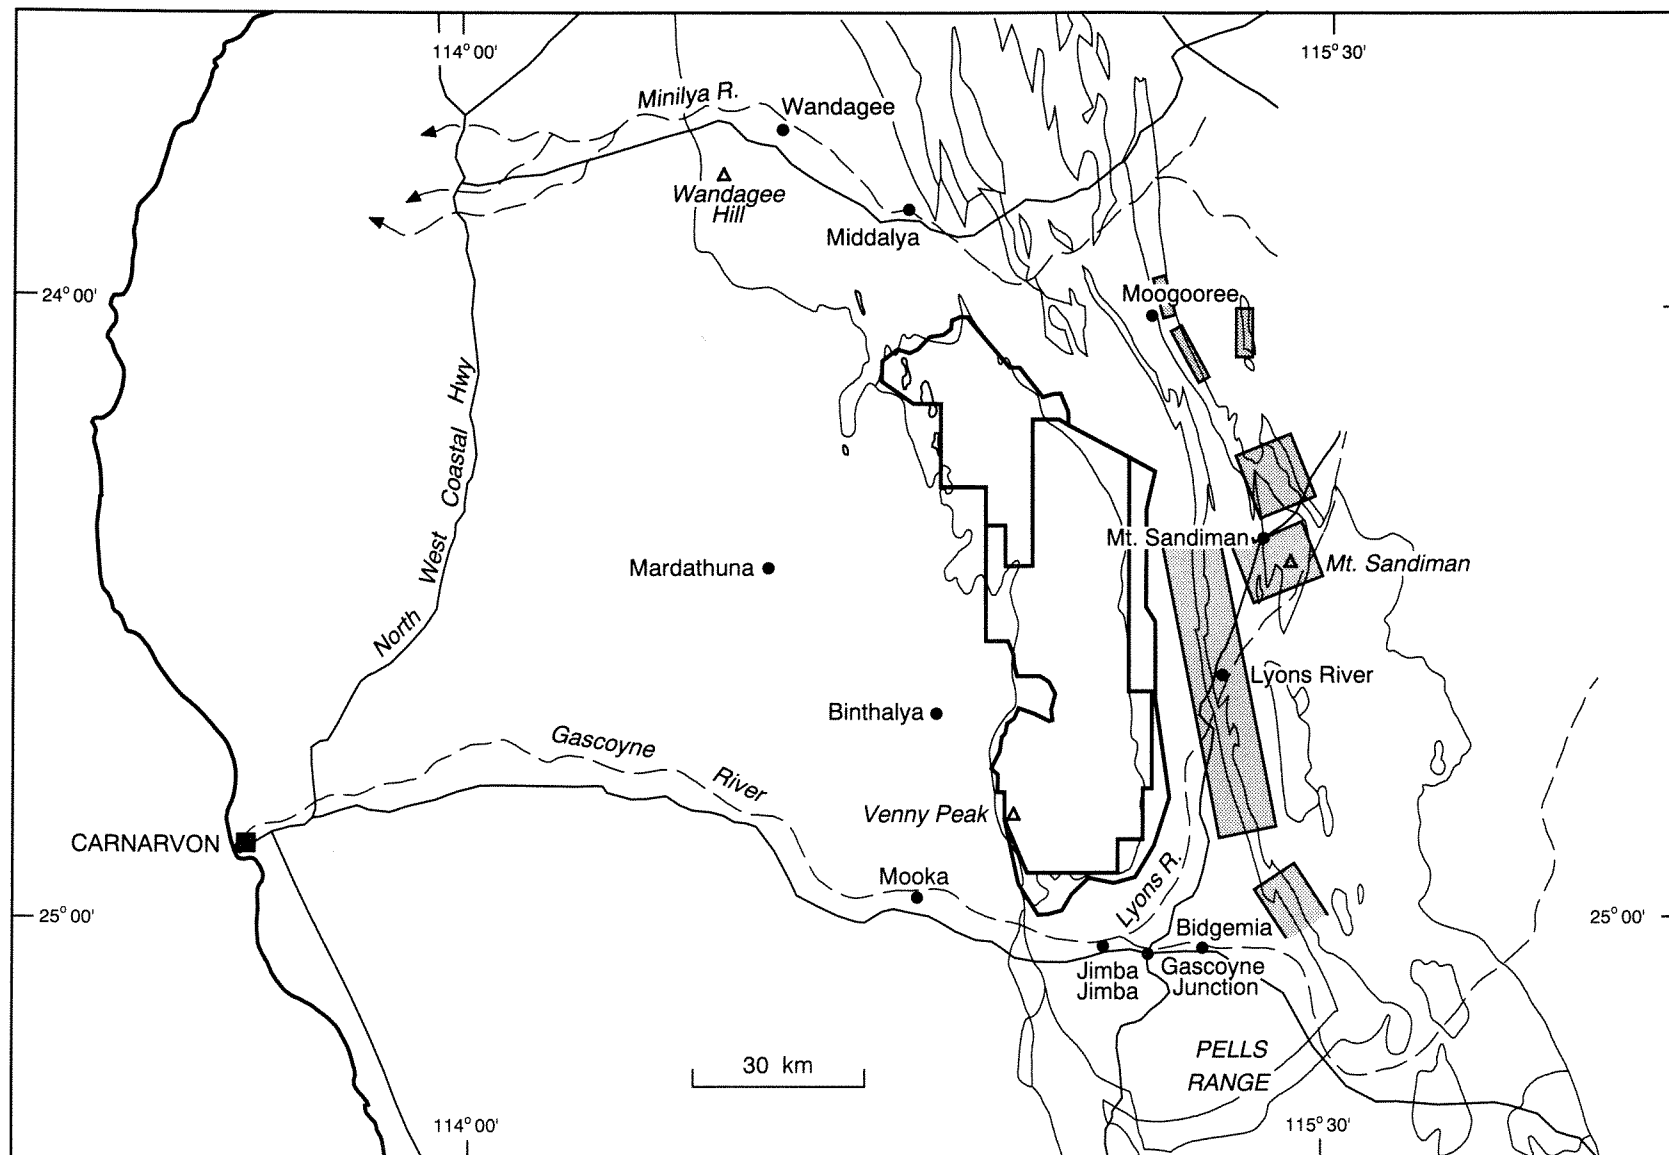 114° 00'
115° 30'
Minilya R.
Wandagee
Wandagee
Hill
Middalya
24° 00'
Moogooree
North West Coastal Hwy
Mt. Sandiman
Mt. Sandiman
Mardathuna
Lyons River
Binthalya
Gascoyne River
Venny Peak
CARNARVON
Mooka
Lyons R.
25° 00'
25° 00'
Bidgemia
Jimba
Jimba
Gascoyne
Junction
30 km
PELLS
RANGE
114° 00'
115° 30'